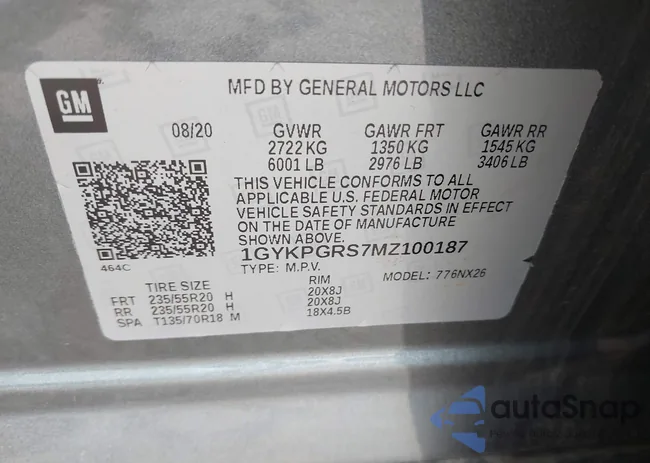 GM
MFD BY GENERAL MOTORS LLC
08/20 GVWR GAWR FRT GAWR RR
2722 KG 1350 KG 1545 KG
6001 LB 2976 LB 3406 LB
THIS VEHICLE CONFORMS TO ALL
APPLICABLE U.S. FEDERAL MOTOR
VEHICLE SAFETY STANDARDS IN EFFECT
ON THE DATE OF MANUFACTURE
SHOWN ABOVE.
1GYKPGRS7MZ100187
464C
TYPE: M.P.V. MODEL: 776NX26
TIRE SIZE RIM
FRT 235/55R20 H 20X8J
RR 235/55R20 H 20X8J
SPA T135/70R18 M 18X4.5B
autoSnap